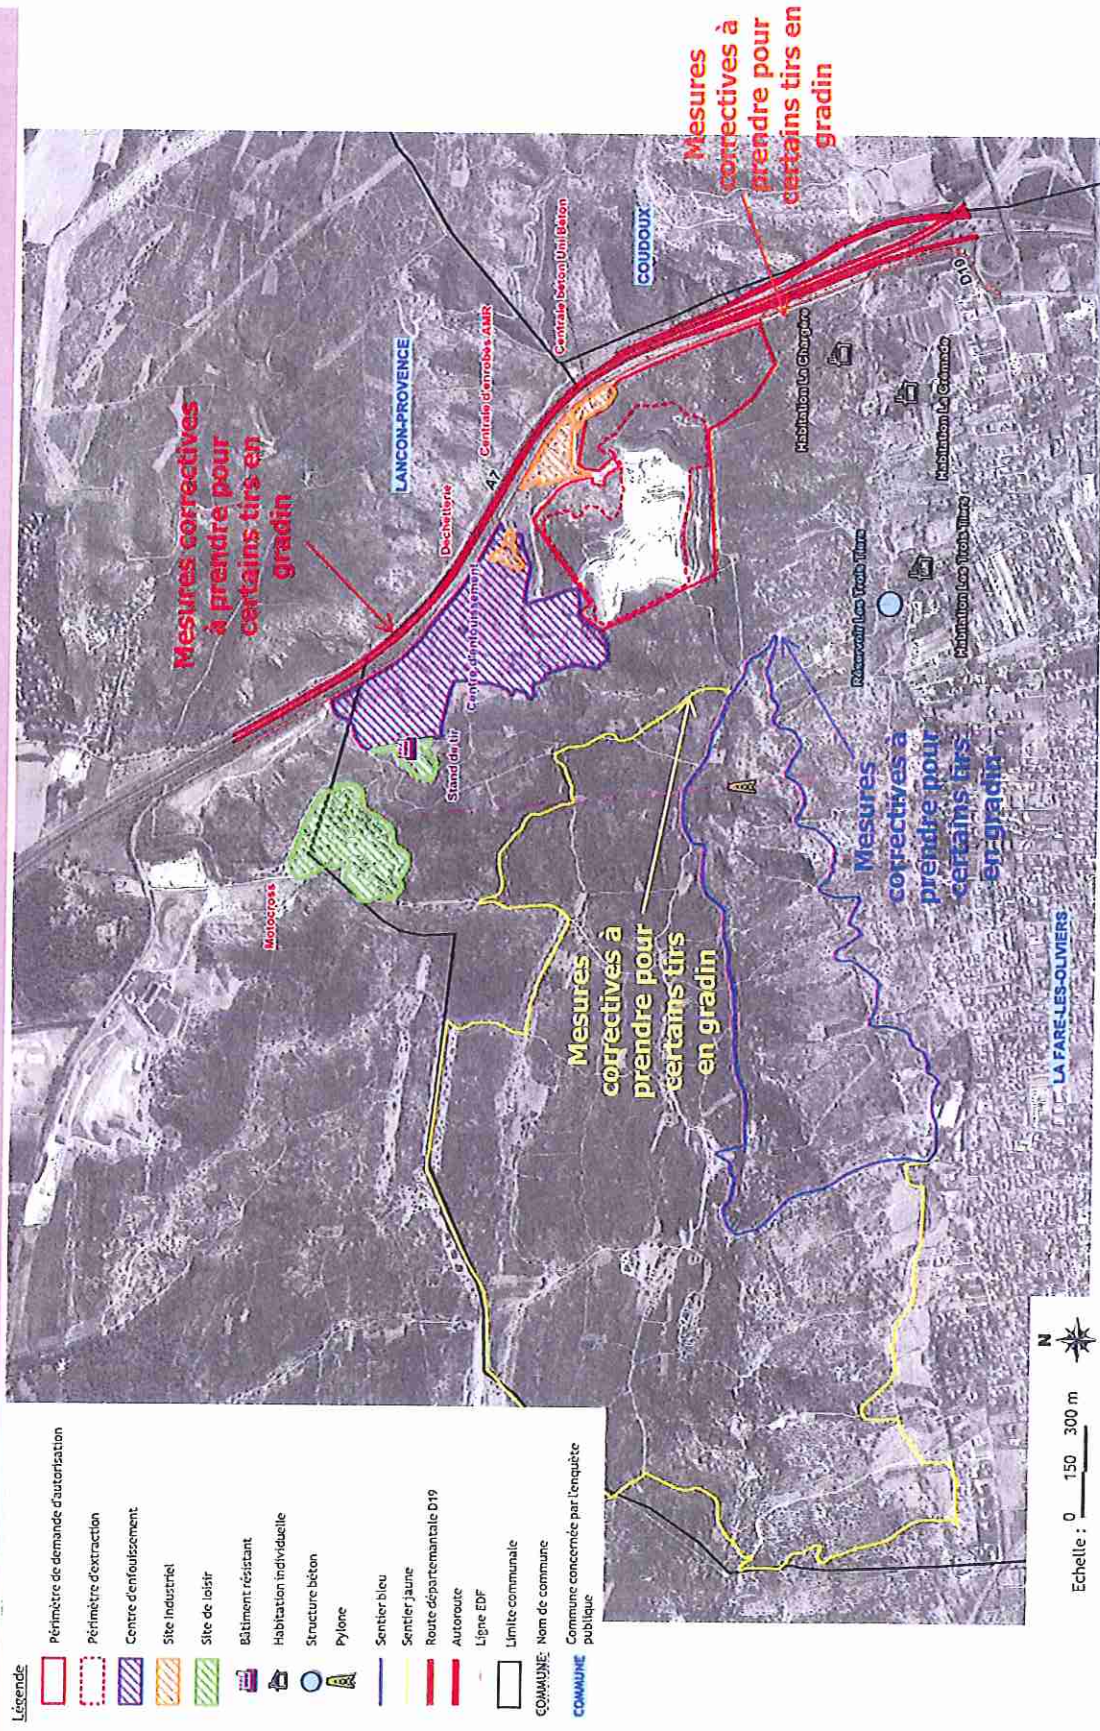 Mesures correctives
à prendre pour
certains tirs en
gradin
LANCON-PROVENCE
A7
Centrale d'enrobés AMR
Centrale béton Uni Béton
COUDOUX
Mesures
correctives à
prendre pour
certains tirs en
gradin
Déchetterie
Centre d'enfouissement
Stand de tir
Motocross
D19
Habitation La Chargère
Habitation La Crémade
Réservoir Les Trois Tiers
Habitation Les Trois Tiers
Mesures
correctives à
prendre pour
certains tirs
en gradin
Mesures
correctives à
prendre pour
certains tirs
en gradin
LA FARE-LES-OLIVIERS
Légende
Périmètre de demande d'autorisation
Périmètre d'extraction
Centre d'enfouissement
Site industriel
Site de loisir
Bâtiment résistant
Habitation individuelle
Structure béton
Pylone
Sentier bleu
Sentier jaune
Route départemantale D19
Autoroute
Ligne EDF
Limite communale
COMMUNE Nom de commune
COMMUNE Commune concernée par l'enquête
publique
N
Echelle : 0 150 300 m